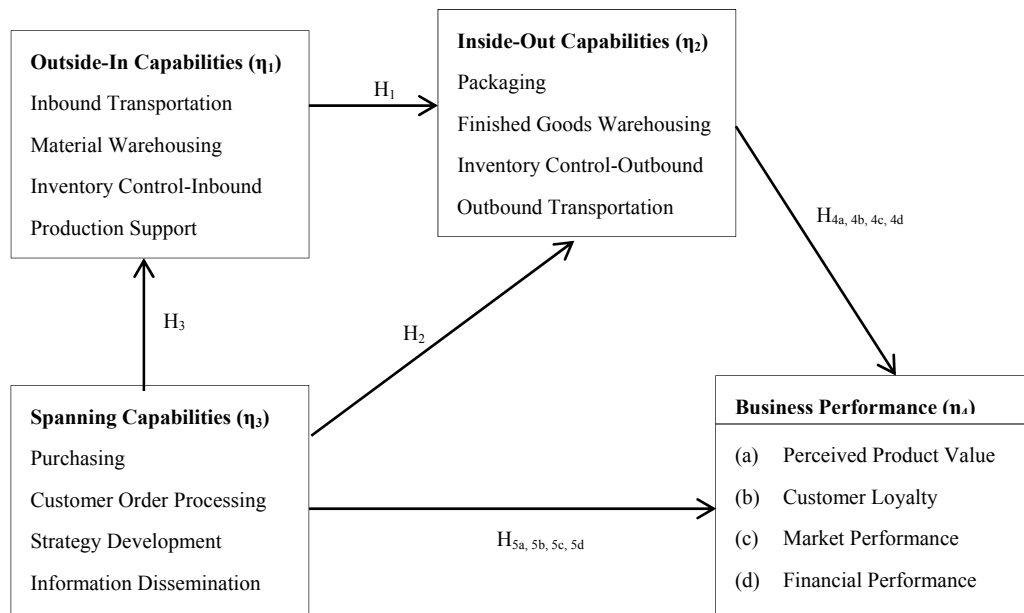 Outside-In Capabilities (η₁)
Inbound Transportation
Material Warehousing
Inventory Control-Inbound
Production Support
H₁
Inside-Out Capabilities (η₂)
Packaging
Finished Goods Warehousing
Inventory Control-Outbound
Outbound Transportation
H₄ₐ, 4b, 4c, 4d
H₃
H₂
Spanning Capabilities (η₃)
Purchasing
Customer Order Processing
Strategy Development
Information Dissemination
H₅ₐ, 5b, 5c, 5d
Business Performance (η₄)
(a) Perceived Product Value
(b) Customer Loyalty
(c) Market Performance
(d) Financial Performance